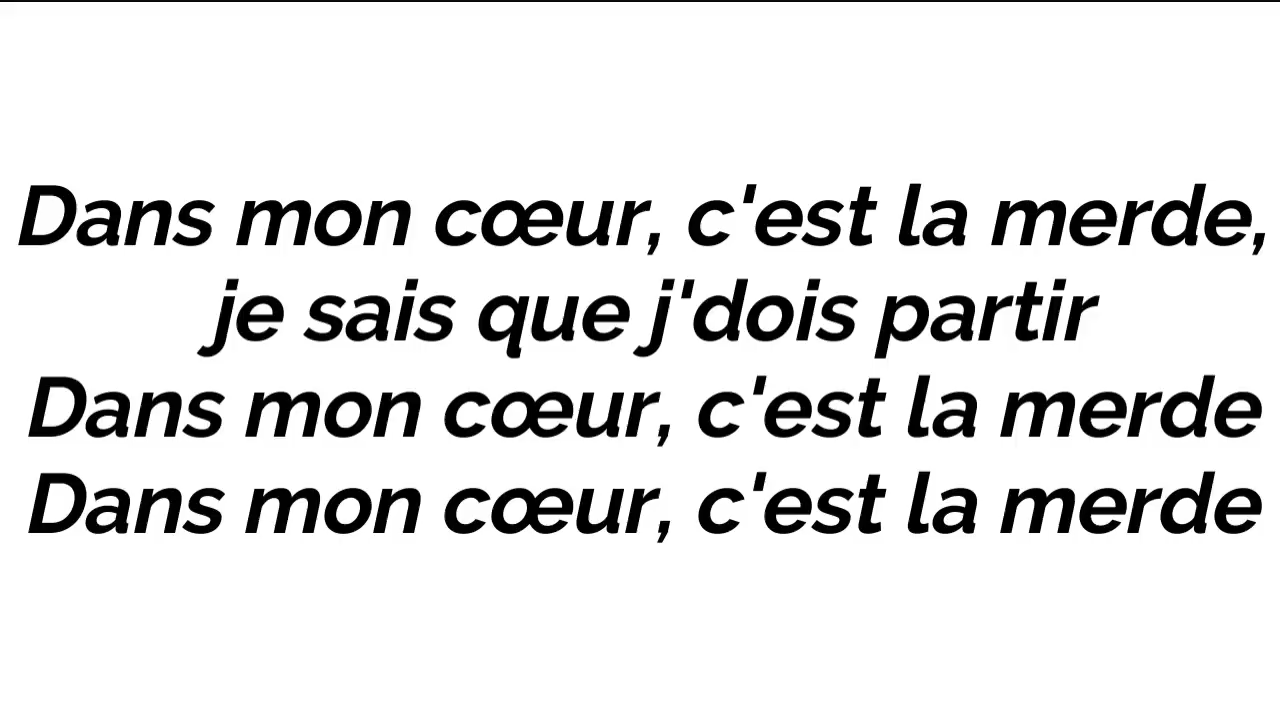 Dans mon cœur, c'est la merde,
je sais que j'dois partir
Dans mon cœur, c'est la merde
Dans mon cœur, c'est la merde